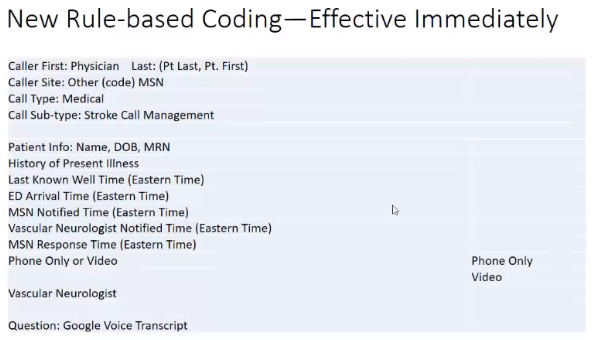 New Rule-based Coding—Effective Immediately
Caller First: Physician Last: (Pt Last, Pt. First)
Caller Site: Other (code) MSN
Call Type: Medical
Call Sub-type: Stroke Call Management
Patient Info: Name, DOB, MRN
History of Present Illness
Last Known Well Time (Eastern Time)
ED Arrival Time (Eastern Time)
MSN Notified Time (Eastern Time)
Vascular Neurologist Notified Time (Eastern Time)
MSN Response Time (Eastern Time)
Phone Only or Video Phone Only
Video
Vascular Neurologist
Question: Google Voice Transcript